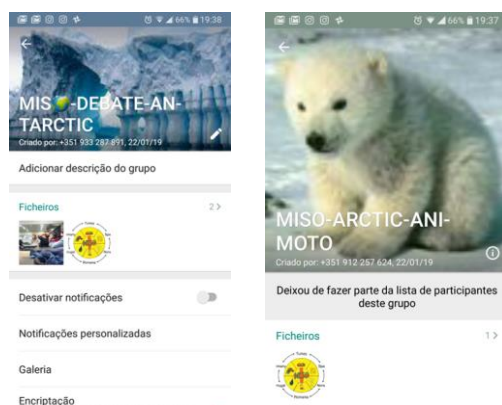 66% 19:38
MIS -DEBATE-AN-
TARCTIC
Criado por: +351 933 287 891, 22/01/19
Adicionar descrição do grupo
Ficheiros 2 >
Desativar notificações
Notificações personalizadas
Galeria
Encriptação
66% 19:37
MISO-ARCTIC-ANI-
MOTO
Criado por: +351 912 257 624, 22/01/19
Deixou de fazer parte da lista de participantes
deste grupo
Ficheiros 1 >